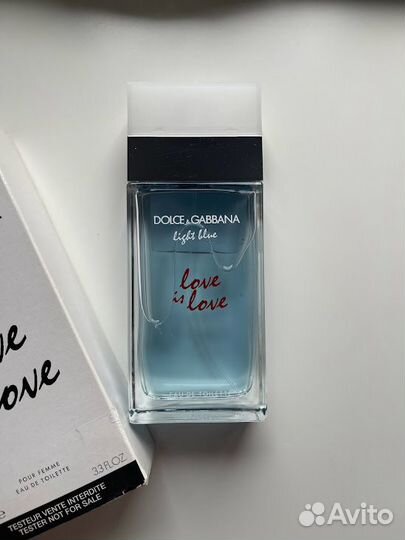 DOLCE & GABBANA
light blue
love
is love
EAU DE TOILETTE
ve
ove
POUR FEMME
EAU DE TOILETTE
3.3 FL.OZ
e
TESTEUR VENTE INTERDITE
TESTER NOT FOR SALE
Avito